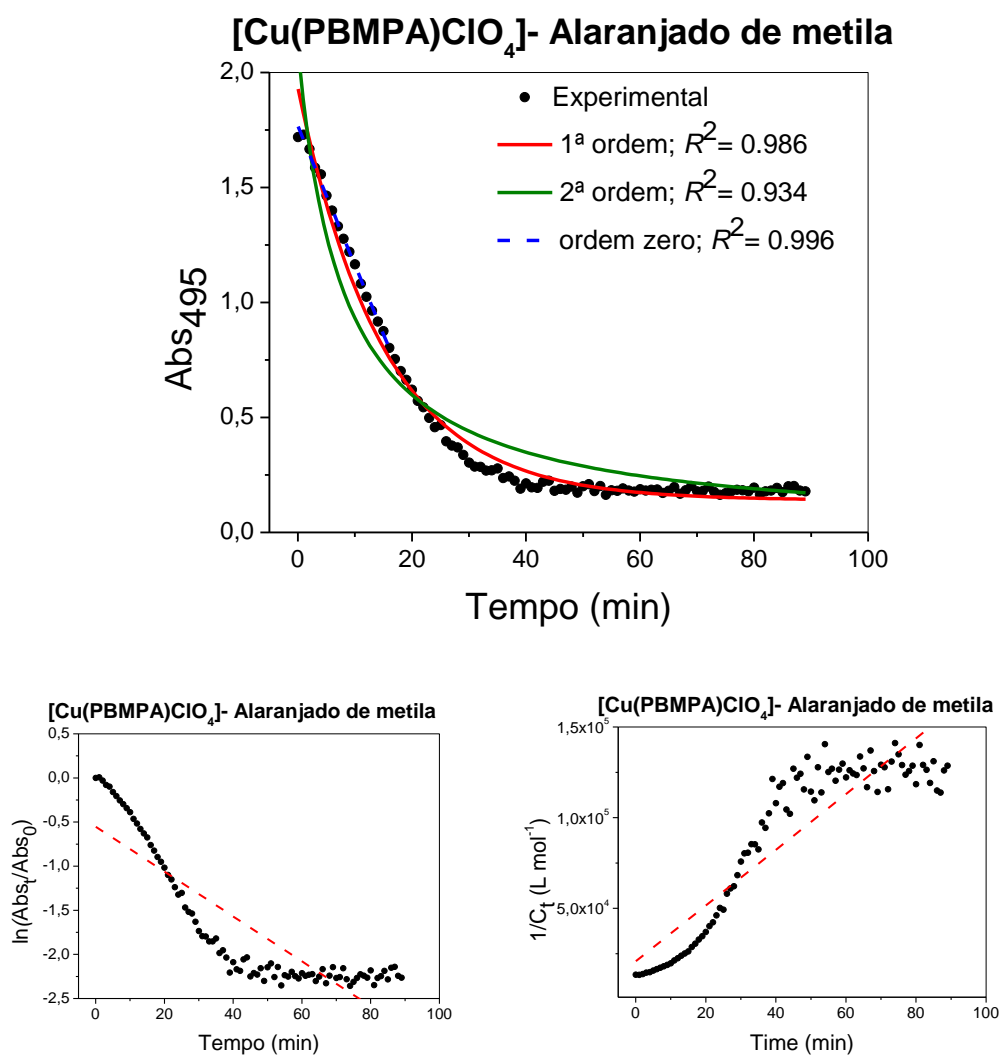 [Cu(PBMPA)ClO₄]- Alaranjado de metila
2,0
1,5
1,0
0,5
0,0
Abs495
Experimental
1ª ordem; R²= 0.986
2ª ordem; R²= 0.934
ordem zero; R²= 0.996
0 20 40 60 80 100
Tempo (min)
[Cu(PBMPA)ClO₄]- Alaranjado de metila
0,5
0,0
-0,5
-1,0
-1,5
-2,0
-2,5
ln(Absₜ/Abs₀)
0 20 40 60 80 100
Tempo (min)
[Cu(PBMPA)ClO₄]- Alaranjado de metila
1,5x10⁵
1,0x10⁵
5,0x10⁴
1/Cₜ (L mol⁻¹)
0 20 40 60 80 100
Time (min)